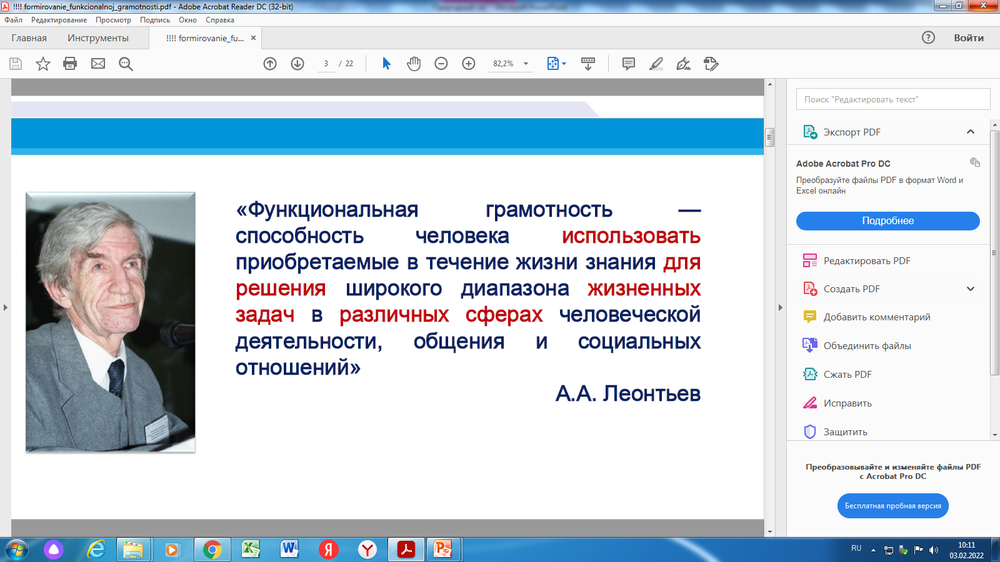 !!!! formirovanie_funkcionalnoj_gramotnosti.pdf - Adobe Acrobat Reader DC (32-bit)
Файл Редактирование Просмотр Подпись Окно Справка
Главная Инструменты !!!! formirovanie_fu... × Войти
3 / 22 82,2%
Поиск "Редактировать текст"
Экспорт PDF
Adobe Acrobat Pro DC
Преобразуйте файлы PDF в формат Word и
Excel онлайн
Подробнее
Редактировать PDF
Создать PDF
Добавить комментарий
Объединить файлы
Сжать PDF
Исправить
Защитить
Преобразовывайте и изменяйте файлы PDF
с Acrobat Pro DC
Бесплатная пробная версия
«Функциональная грамотность —
способность человека использовать
приобретаемые в течение жизни знания для
решения широкого диапазона жизненных
задач в различных сферах человеческой
деятельности, общения и социальных
отношений»
А.А. Леонтьев
RU
10:11
03.02.2022